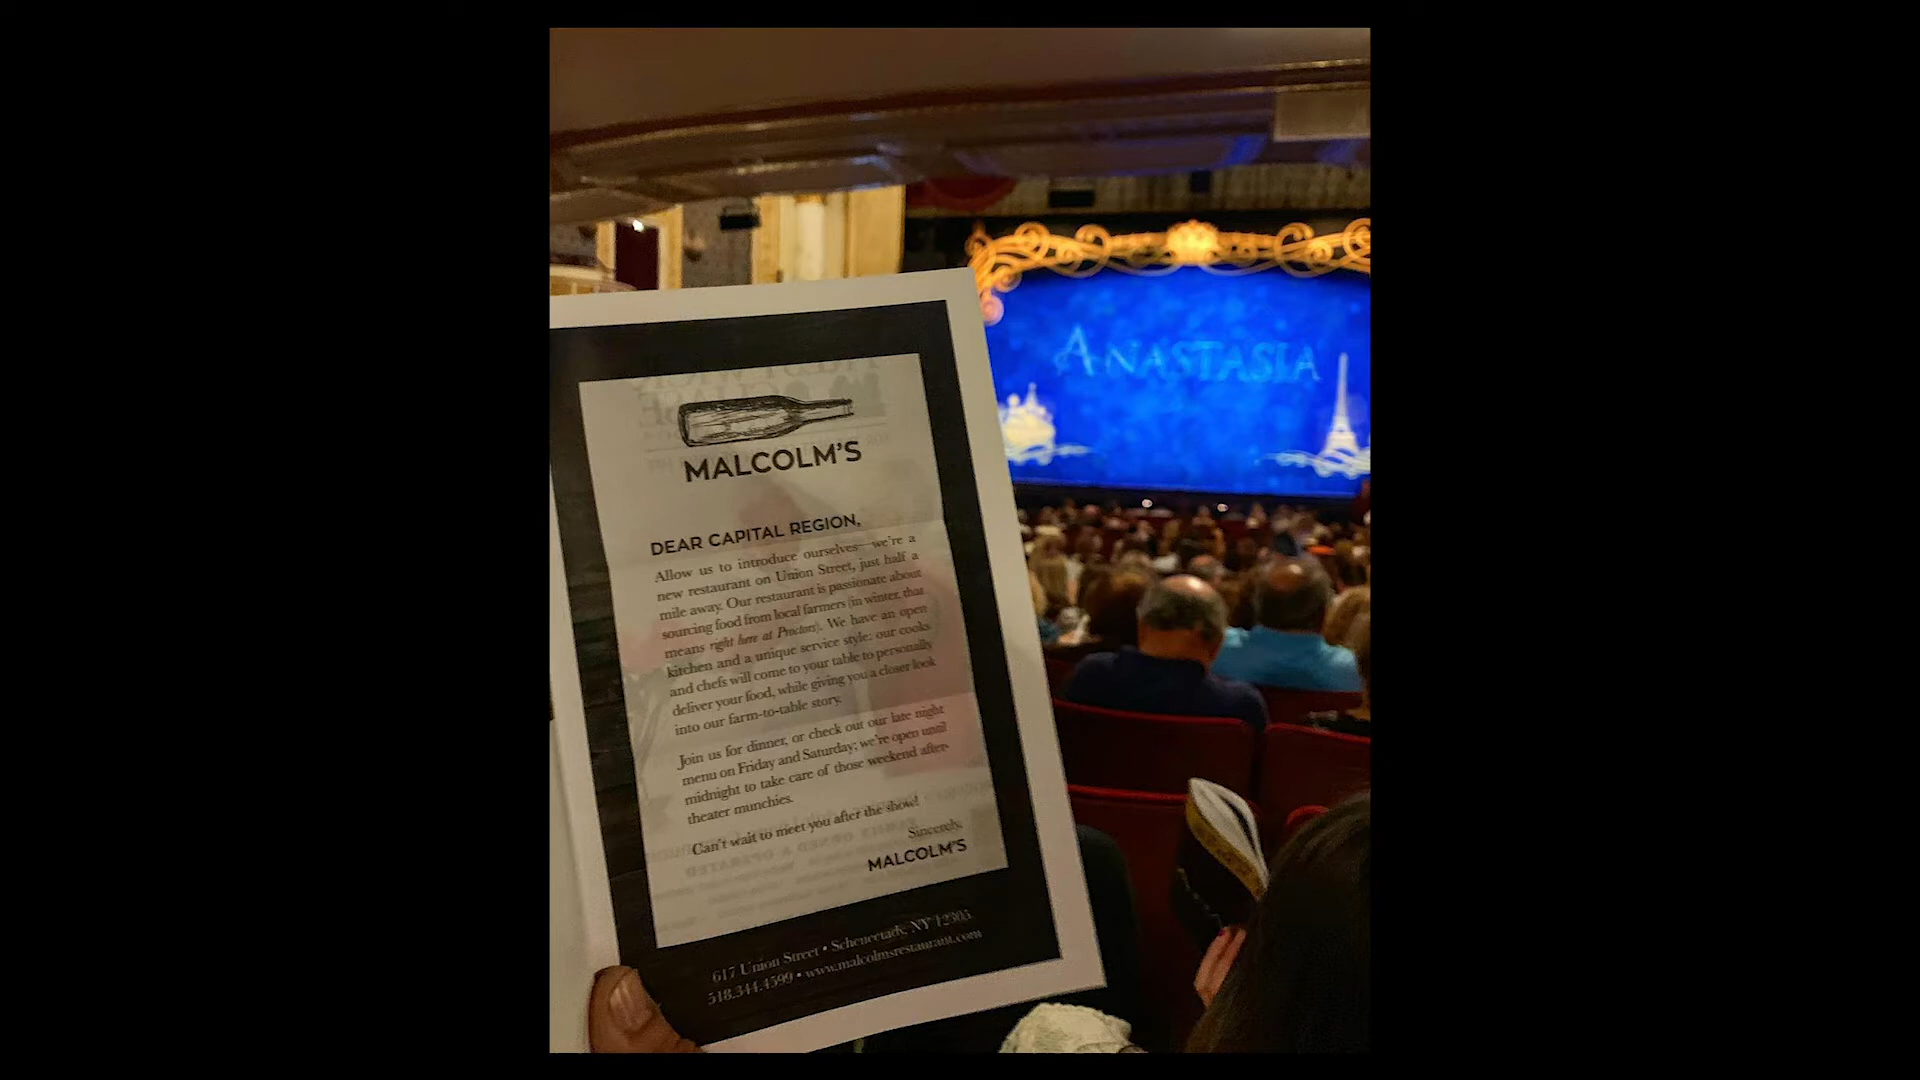 ANASTASIA
MALCOLM'S
DEAR CAPITAL REGION,
Allow us to introduce ourselves—we're a
new restaurant on Union Street, just half a
mile away. Our restaurant is passionate about
sourcing food from local farmers (in winter, that
means right here at Proctors). We have an open
kitchen and a unique service style: our cooks
and chefs will come to your table to personally
deliver your food, while giving you a closer look
into our farm-to-table story.
Join us for dinner, or check out our late night
menu on Friday and Saturday; we're open until
midnight to take care of those weekend after-
theater munchies.
Can't wait to meet you after the show!
Sincerely,
MALCOLM'S
617 Union Street • Schenectady, NY 12305
518.344.4599 • www.malcolmsrestaurant.com